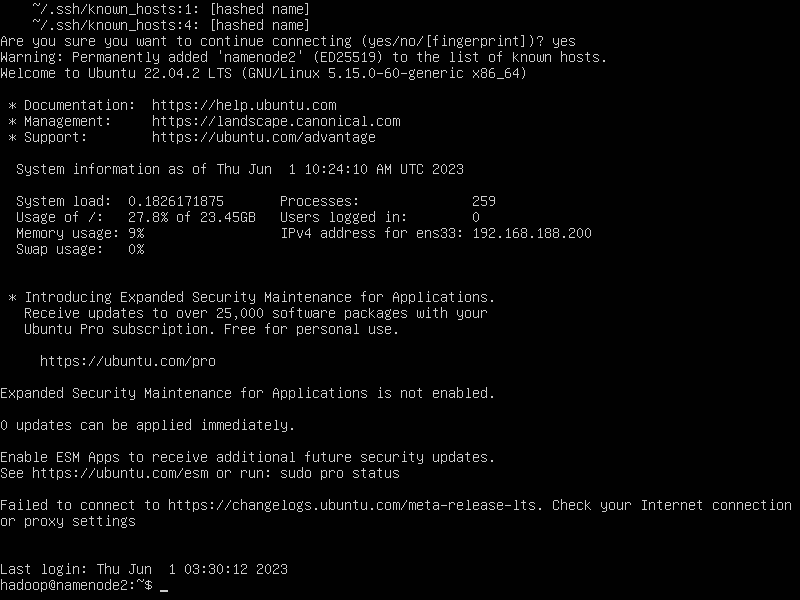 ~/.ssh/known_hosts:1: [hashed name]
~/.ssh/known_hosts:4: [hashed name]
Are you sure you want to continue connecting (yes/no/[fingerprint])? yes
Warning: Permanently added 'namenode2' (ED25519) to the list of known hosts.
Welcome to Ubuntu 22.04.2 LTS (GNU/Linux 5.15.0-60-generic x86_64)
* Documentation:  https://help.ubuntu.com
* Management:     https://landscape.canonical.com
* Support:        https://ubuntu.com/advantage
System information as of Thu Jun  1 10:24:10 AM UTC 2023
System load:  0.1826171875       Processes:              259
Usage of /:   27.8% of 23.45GB   Users logged in:        0
Memory usage: 9%                 IPv4 address for ens33: 192.168.188.200
Swap usage:   0%
* Introducing Expanded Security Maintenance for Applications.
Receive updates to over 25,000 software packages with your
Ubuntu Pro subscription. Free for personal use.
https://ubuntu.com/pro
Expanded Security Maintenance for Applications is not enabled.
0 updates can be applied immediately.
Enable ESM Apps to receive additional future security updates.
See https://ubuntu.com/esm or run: sudo pro status
Failed to connect to https://changelogs.ubuntu.com/meta-release-lts. Check your Internet connection
or proxy settings
Last login: Thu Jun  1 03:30:12 2023
hadoop@namenode2:~$ _